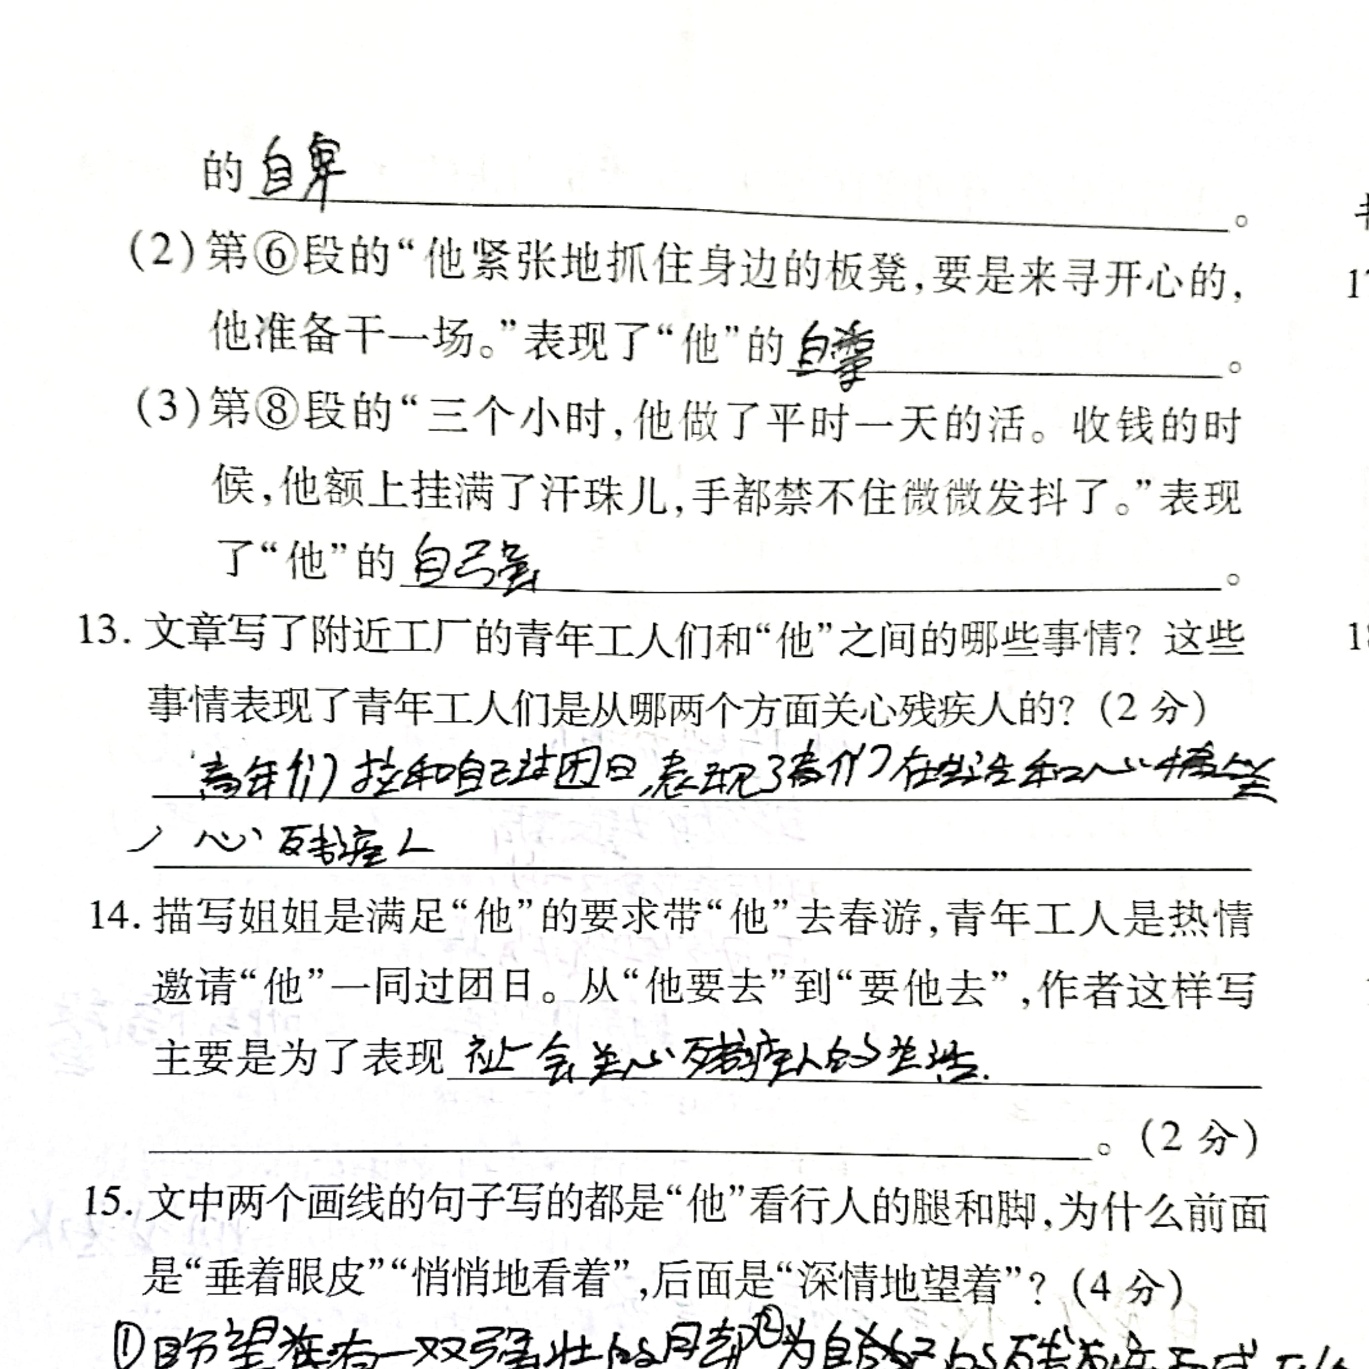 的自卑。
(2)第⑥段的“他紧张地抓住身边的板凳,要是来寻开心的,
他准备干一场。”表现了“他”的自尊。
(3)第⑧段的“三个小时,他做了平时一天的活。收钱的时
候,他额上挂满了汗珠儿,手都禁不住微微发抖了。”表现
了“他”的自强。
13.文章写了附近工厂的青年工人们和“他”之间的哪些事情?这些
事情表现了青年工人们是从哪两个方面关心残疾人的?(2分)
青年们拉和自己过团日,表现了青们在生活和心情上关
心残疾人
14.描写姐姐是满足“他”的要求带“他”去春游,青年工人是热情
邀请“他”一同过团日。从“他要去”到“要他去”,作者这样写
主要是为了表现社会关心残疾人的生活.
。(2分)
15.文中两个画线的句子写的都是“他”看行人的腿和脚,为什么前面
是“垂着眼皮”“悄悄地看着”,后面是“深情地望着”?(4分)
①盼望有一双强壮的 ②为自 的残疾